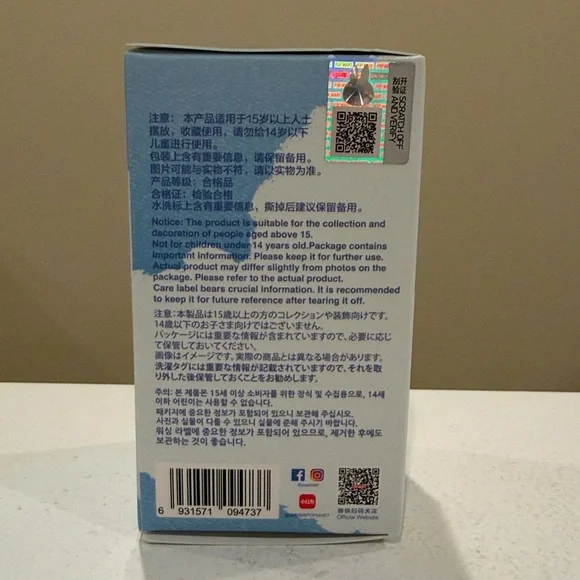 刮开
验证
SCRATCH OFF
AND VERIFY
注意： 本产品适用于15岁以上人士
摆放，收藏使用，请勿给14岁以下
儿童进行使用。
包装上含有重要信息，请保留备用。
图片可能与实物不符，请以实物为准。
产品等级：合格品
合格证：检验合格
水洗标上含有重要信息，撕掉后建议保留备用。
Notice: The product is suitable for the collection and
decoration of people aged above 15.
Not for children under 14 years old.Package contains
important information. Please keep it for further use.
Actual product may differ slightly from photos on the
package. Please refer to the actual product.
Care label bears crucial information. It is recommended
to keep it for future reference after tearing it off.
注意:本製品は15歳以上の方のコレクションや装飾向けです。
14歳以下のお子さま向けではございません。
パッケージには重要な情報が含まれていますので、必要に応じ
て保管しておいてください。
画像はイメージです。実際の商品とは異なる場合があります。
洗濯タグには重要な情報が記載されていますので、それを取
り外した後保管しておくことをお勧めします。
주의: 본 제품은 15세 이상 소비자를 위한 장식 및 수집용으로, 14세
이하 어린이는 사용할 수 없습니다.
패키지에 중요한 정보가 포함되어 있으니 보관해 주십시오.
사진과 실물이 다를 수 있으니 실물에 준해 주시기 바랍니다.
워싱 라벨에 중요한 정보가 포함되어 있으므로, 제거한 후에도
보관하는 것이 좋습니다.
6 931571 094737
小红书
Official Website